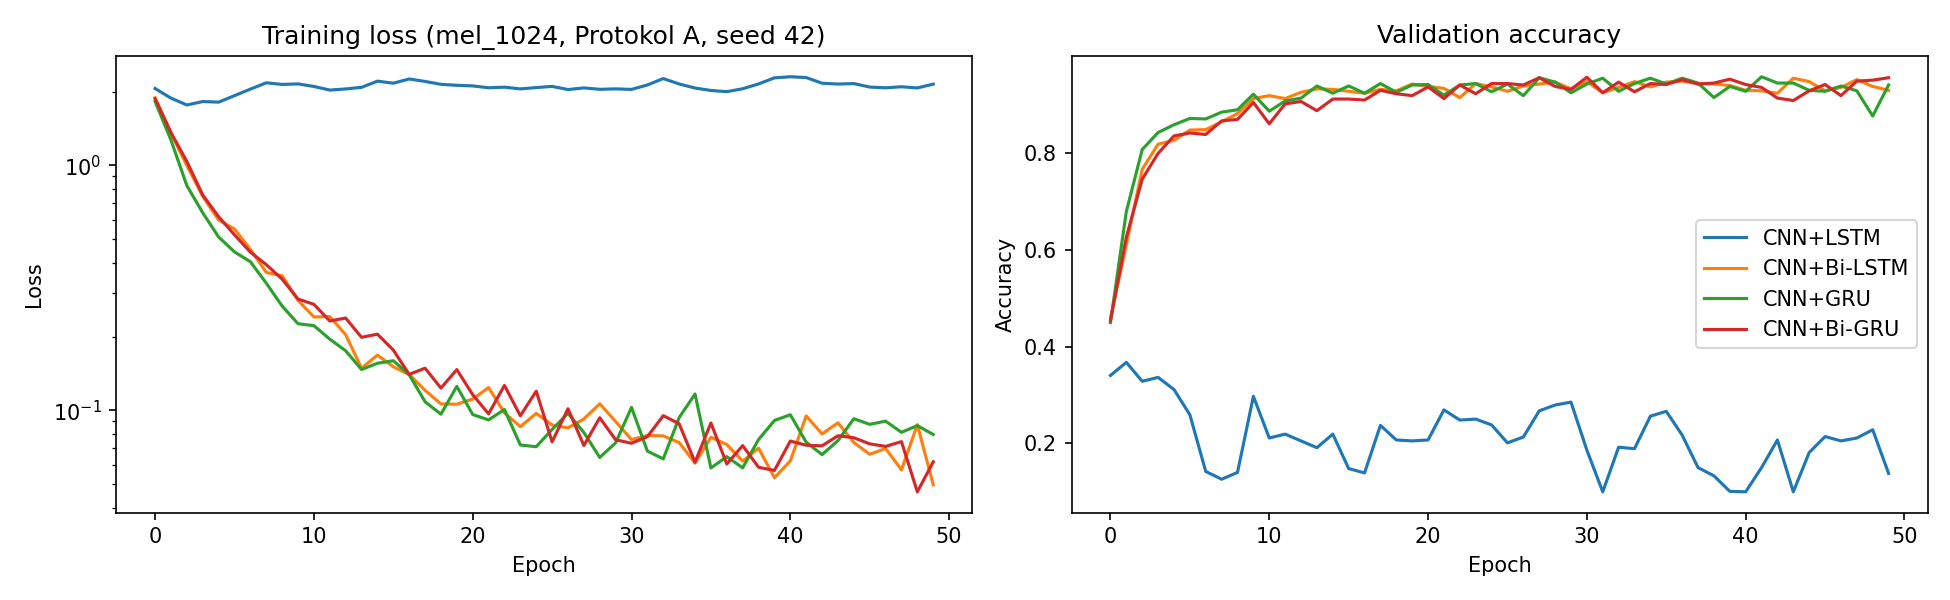 Training loss (mel_1024, Protokol A, seed 42)
Loss
10⁰
10⁻¹
0 10 20 30 40 50
Epoch
Validation accuracy
Accuracy
0.8
0.6
0.4
0.2
CNN+LSTM
CNN+Bi-LSTM
CNN+GRU
CNN+Bi-GRU
0 10 20 30 40 50
Epoch